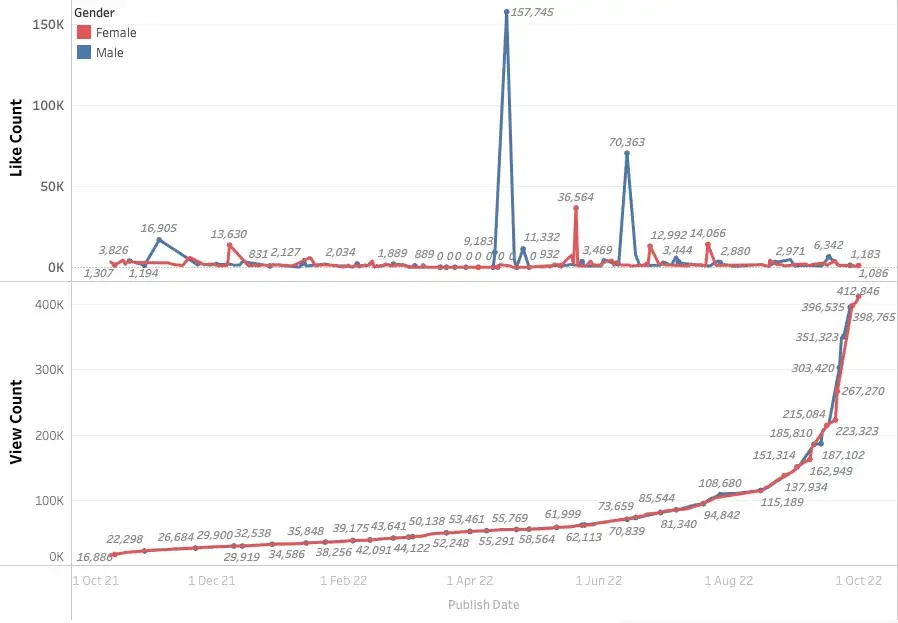 Gender
Female
Male
Like Count
150K
100K
50K
0K
157,745
70,363
36,564
16,905
13,630
9,183
11,332
12,992
14,066
3,826
831
2,127
2,034
1,889
889
0 0 0 0 0 0 0
932
3,469
3,444
2,880
2,971
6,342
1,183
1,307
1,194
1,086
View Count
400K
300K
200K
100K
0K
412,846
396,535
398,765
351,323
303,420
267,270
215,084
223,323
185,810
187,102
151,314
162,949
137,934
108,680
115,189
85,544
94,842
73,659
81,340
61,999
70,839
62,113
55,769
58,564
53,461
55,291
50,138
52,248
43,641
44,122
39,175
42,091
35,848
38,256
32,538
34,586
29,900
29,919
26,684
22,298
16,886
1 Oct 21
1 Dec 21
1 Feb 22
1 Apr 22
1 Jun 22
1 Aug 22
1 Oct 22
Publish Date